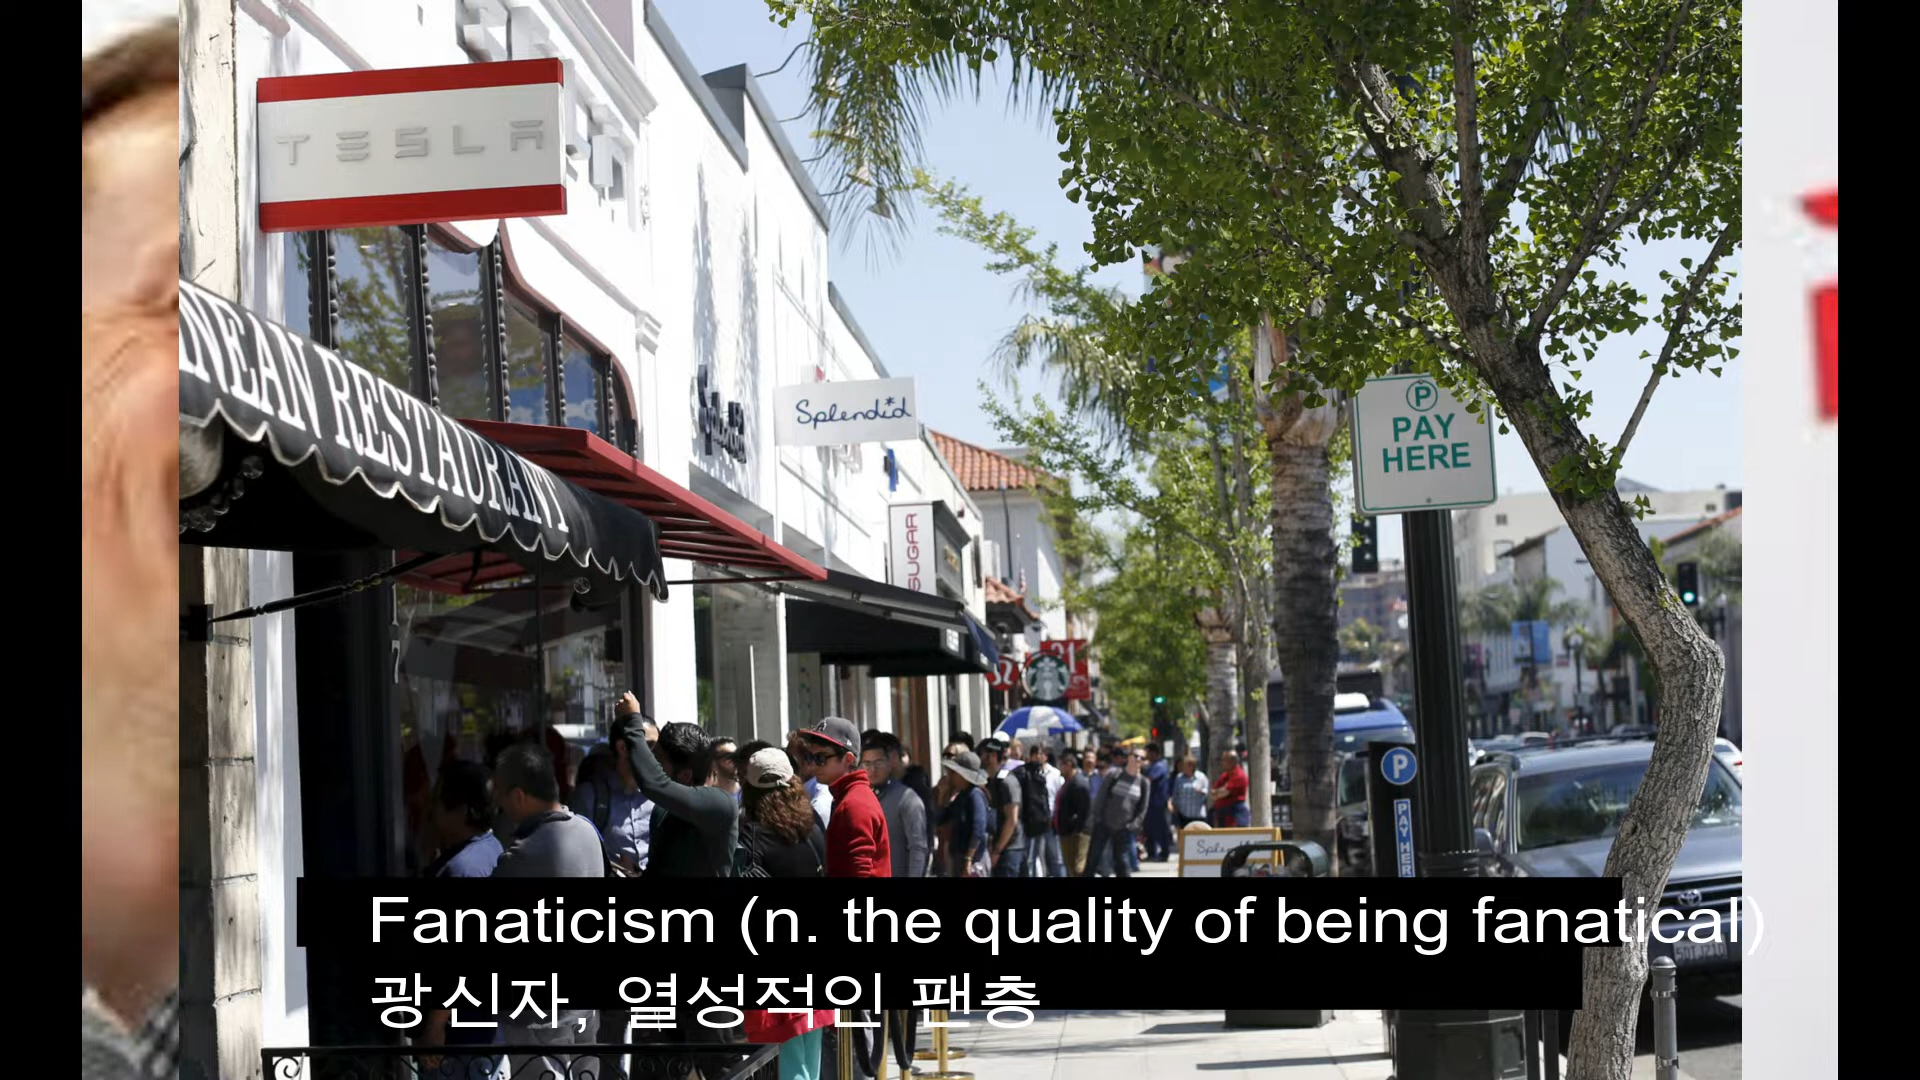 TESLA
NEAN RESTAURANT
Splendid
SUGAR
P
PAY
HERE
P
Fanaticism (n. the quality of being fanatical)
광신자, 열성적인 팬층